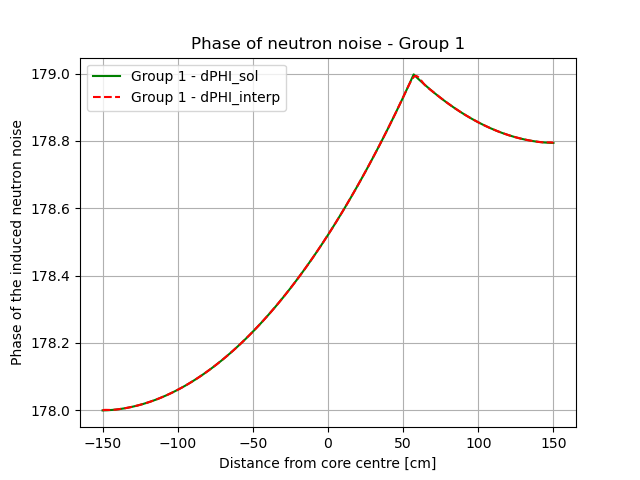 Phase of neutron noise - Group 1
Group 1 - dPHI_sol
Group 1 - dPHI_interp
Phase of the induced neutron noise
179.0
178.8
178.6
178.4
178.2
178.0
−150
−100
−50
0
50
100
150
Distance from core centre [cm]